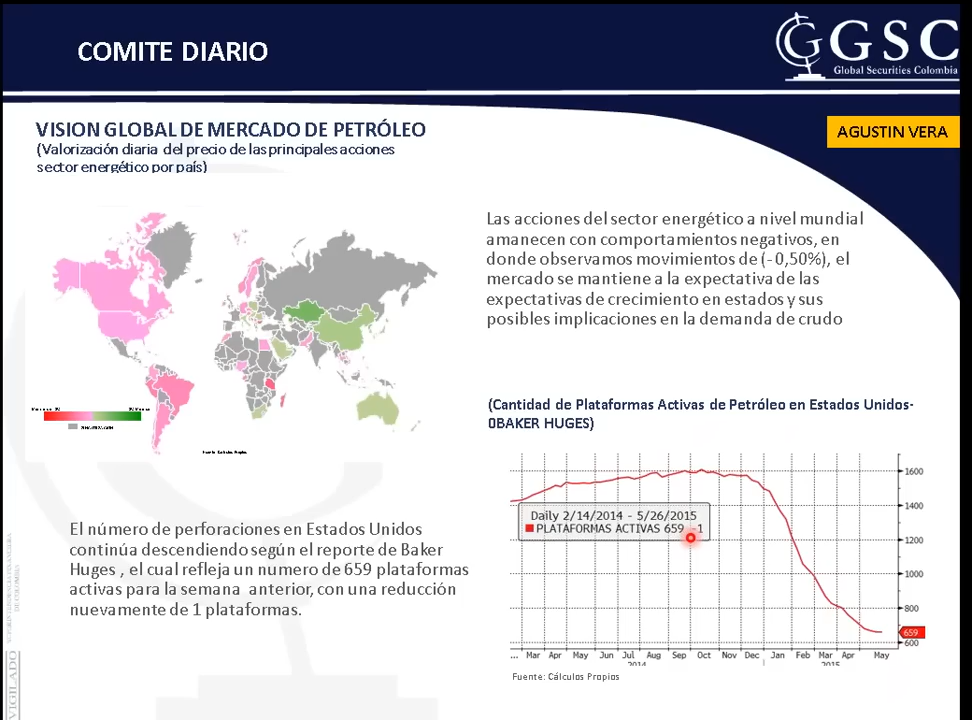 COMITE DIARIO
GGSC
Global Securities Colombia
VISION GLOBAL DE MERCADO DE PETRÓLEO
(Valorización diaria del precio de las principales acciones
sector energético por país)
AGUSTIN VERA
Las acciones del sector energético a nivel mundial
amanecen con comportamientos negativos, en
donde observamos movimientos de (-0,50%), el
mercado se mantiene a la expectativa de las
expectativas de crecimiento en estados y sus
posibles implicaciones en la demanda de crudo
Fuente: Cálculos Propios
(Cantidad de Plataformas Activas de Petróleo en Estados Unidos-
0BAKER HUGES)
El número de perforaciones en Estados Unidos
continúa descendiendo según el reporte de Baker
Huges , el cual refleja un numero de 659 plataformas
activas para la semana anterior, con una reducción
nuevamente de 1 plataformas.
Daily 2/14/2014 - 5/26/2015
PLATAFORMAS ACTIVAS 659 -1
1600
1400
1200
1000
800
659
600
... Mar Apr May Jun Jul Aug Sep Oct Nov Dec Jan Feb Mar Apr May
2014 2015
Fuente: Cálculos Propios
VIGILADO